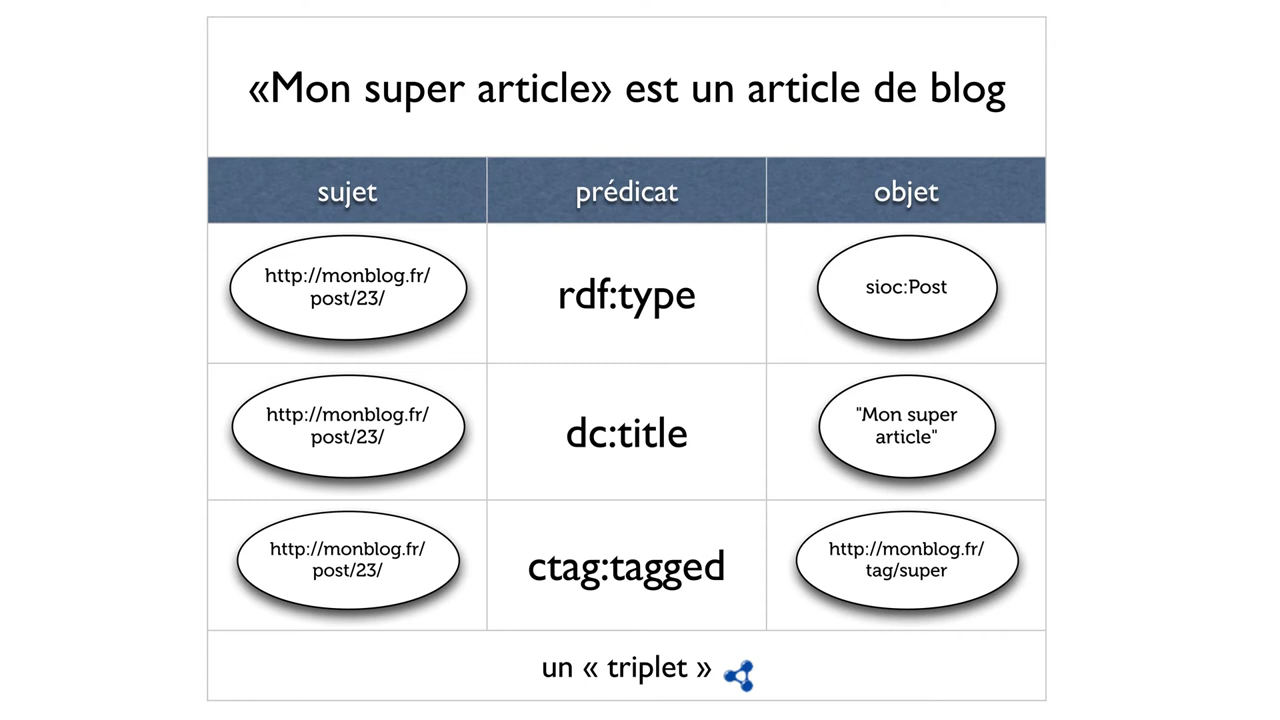 «Mon super article» est un article de blog
sujet
prédicat
objet
http://monblog.fr/
post/23/
rdf:type
sioc:Post
http://monblog.fr/
post/23/
dc:title
"Mon super
article"
http://monblog.fr/
post/23/
ctag:tagged
http://monblog.fr/
tag/super
un « triplet »